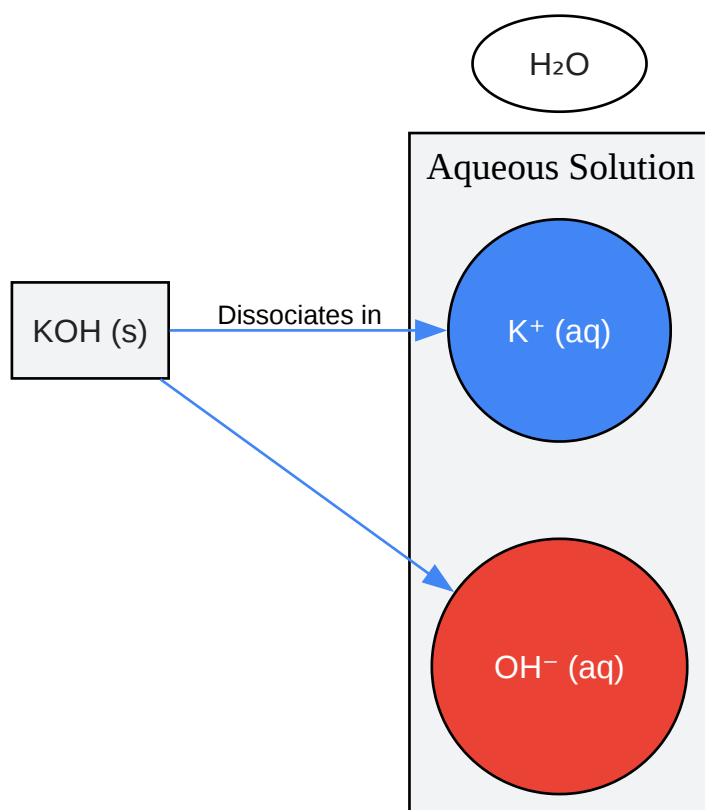 H₂O
Aqueous Solution
KOH (s)
Dissociates in
K⁺ (aq)
OH⁻ (aq)